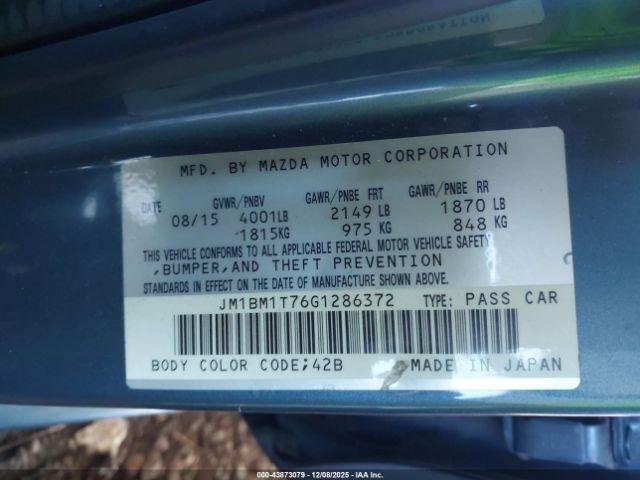 MFD. BY MAZDA MOTOR CORPORATION
DATE GVWR/PNBV GAWR/PNBE FRT GAWR/PNBE RR
08/15 4001LB 2149 LB 1870 LB
1815KG 975 KG 848 KG
THIS VEHICLE CONFORMS TO ALL APPLICABLE FEDERAL MOTOR VEHICLE SAFETY
,BUMPER,AND THEFT PREVENTION
STANDARDS IN EFFECT ON THE DATE OF MANUFACTURE SHOWN ABOVE.
JM1BM1T76G1286372 TYPE: PASS CAR
BODY COLOR CODE;42B MADE IN JAPAN
000-43873079 - 12/08/2025 - IAA Inc.